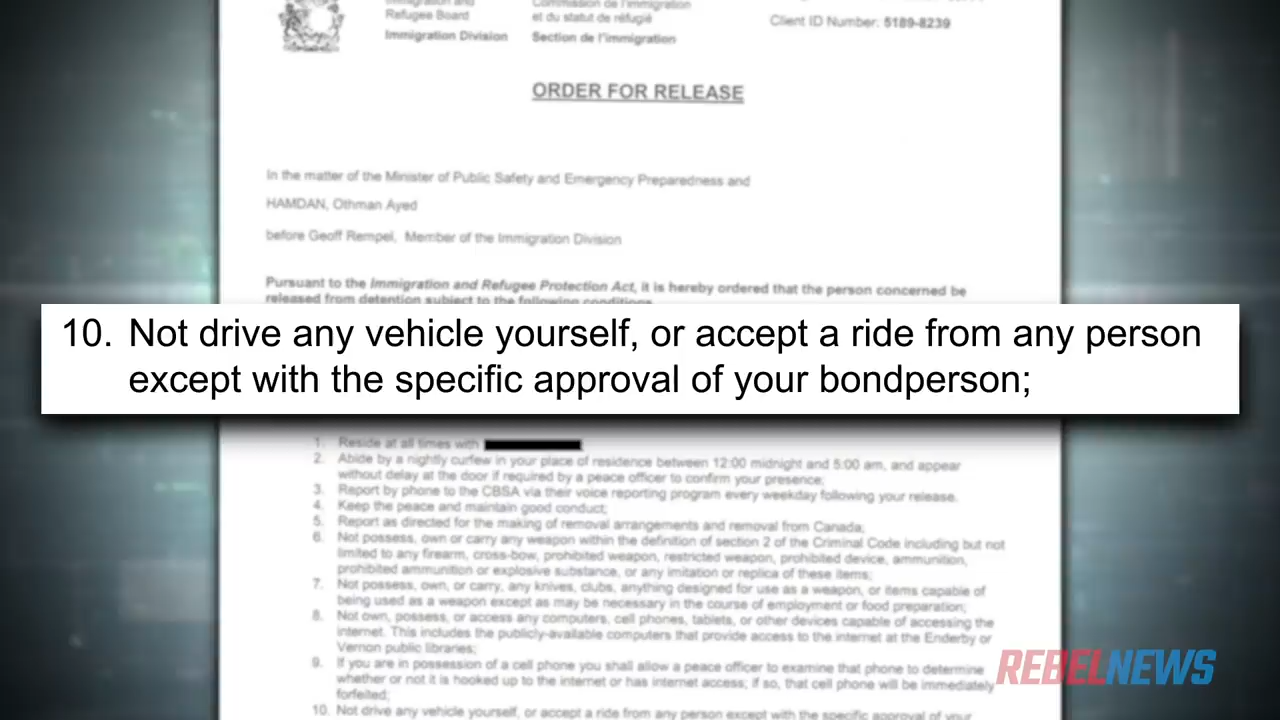 Immigration and
Refugee Board
Immigration Division
Commission de l'immigration
et du statut de réfugié
Section de l'immigration
Client ID Number: 5189-8239
ORDER FOR RELEASE
In the matter of the Minister of Public Safety and Emergency Preparedness and
HAMDAN, Othman Ayed
before Geoff Rempel, Member of the Immigration Division
Pursuant to the Immigration and Refugee Protection Act, it is hereby ordered that the person concerned be
released from detention subject to the following conditions
10. Not drive any vehicle yourself, or accept a ride from any person
except with the specific approval of your bondperson;
1. Reside at all times with
2. Abide by a nightly curfew in your place of residence between 12:00 midnight and 5:00 am, and appear
without delay at the door if required by a peace officer to confirm your presence;
3. Report by phone to the CBSA via their voice reporting program every weekday following your release.
4. Keep the peace and maintain good conduct;
5. Report as directed for the making of removal arrangements and removal from Canada;
6. Not possess, own or carry any weapon within the definition of section 2 of the Criminal Code including but not
limited to any firearm, cross-bow, prohibited weapon, restricted weapon, prohibited device, ammunition,
prohibited ammunition or explosive substance, or any imitation or replica of these items;
7. Not possess, own, or carry, any knives, clubs, anything designed for use as a weapon, or items capable of
being used as a weapon except as may be necessary in the course of employment or food preparation;
8. Not own, possess, or access any computers, cell phones, tablets, or other devices capable of accessing the
internet. This includes the publicly-available computers that provide access to the internet at the Enderby or
Vernon public libraries;
9. If you are in possession of a cell phone you shall allow a peace officer to examine that phone to determine
whether or not it is hooked up to the internet or has internet access; if so, that cell phone will be immediately
forfeited;
10. Not drive any vehicle yourself, or accept a ride from any person except with the specific approval of your
REBELNEWS